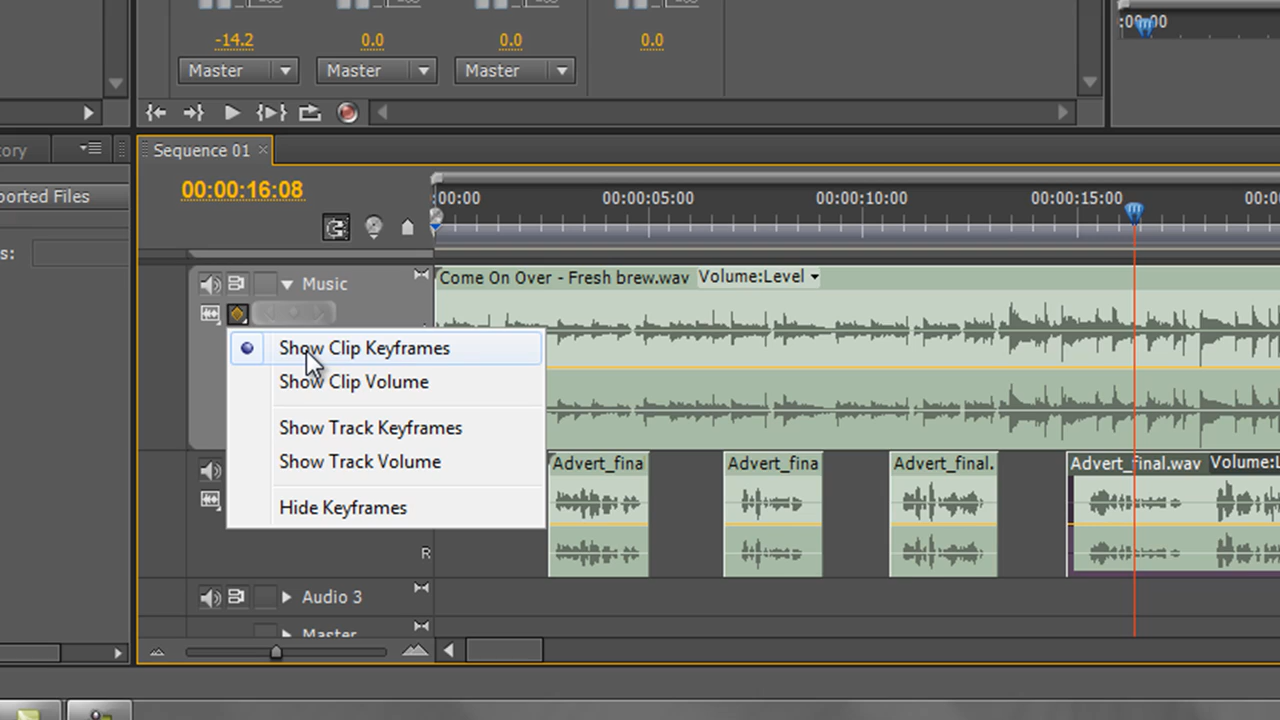 -14.2 0.0 0.0 0.0
Master Master Master
:00:00
ory
Sequence 01
ported Files
00:00:16:08
:00:00 00:00:05:00 00:00:10:00 00:00:15:00 00:0
s:
Music
Come On Over - Fresh brew.wav Volume:Level
Show Clip Keyframes
Show Clip Volume
Show Track Keyframes
Show Track Volume
Hide Keyframes
Advert_fina Advert_fina Advert_final. Advert_final.wav Volume:L
R
Audio 3
Master